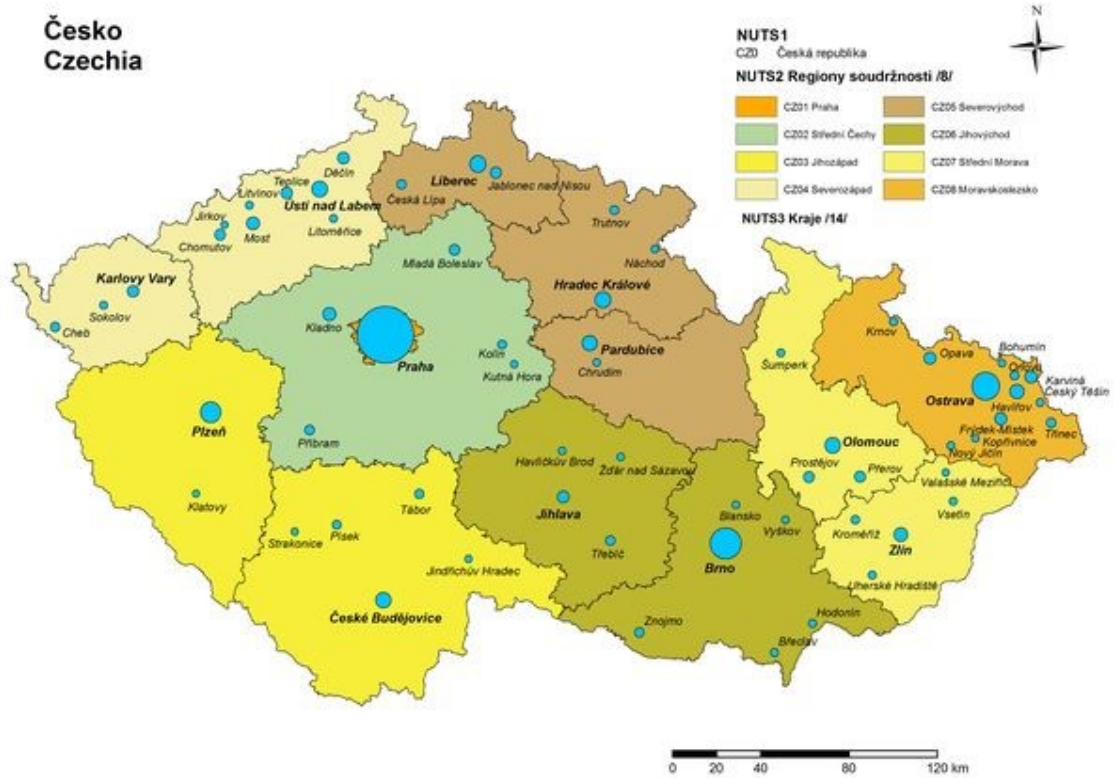 Česko
Czechia
N
NUTS1
CZ0 Česká republika
NUTS2 Regiony soudržnosti /8/
CZ01 Praha
CZ05 Severovýchod
CZ02 Střední Čechy
CZ06 Jihovýchod
CZ03 Jihozápad
CZ07 Střední Morava
CZ04 Severozápad
CZ08 Moravskoslezsko
NUTS3 Kraje /14/
Děčín
Teplice
Litvínov
Ústí nad Labem
Liberec
Jablonec nad Nisou
Česká Lípa
Jirkov
Most
Litoměřice
Chomutov
Trutnov
Mladá Boleslav
Náchod
Karlovy Vary
Sokolov
Cheb
Hradec Králové
Kladno
Praha
Kolín
Kutná Hora
Pardubice
Chrudim
Šumperk
Krnov
Opava
Bohumín
Orlová
Karviná
Český Těšín
Ostrava
Havířov
Frýdek-Místek
Třinec
Kopřivnice
Nový Jičín
Plzeň
Příbram
Olomouc
Prostějov
Přerov
Valašské Meziříčí
Vsetín
Havlíčkův Brod
Žďár nad Sázavou
Klatovy
Tábor
Jihlava
Blansko
Vyškov
Kroměříž
Zlín
Strakonice
Písek
Třebíč
Brno
Jindřichův Hradec
Uherské Hradiště
České Budějovice
Znojmo
Hodonín
Břeclav
0 20 40 80 120 km